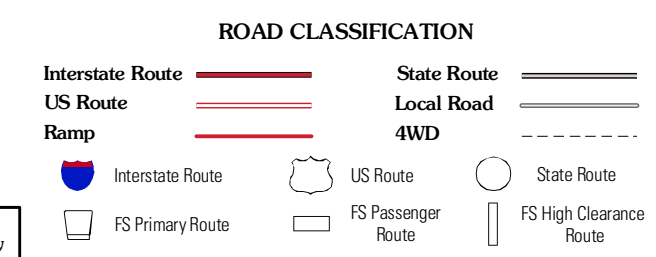 ROAD CLASSIFICATION
Interstate Route
State Route
US Route
Local Road
Ramp
4WD
Interstate Route
US Route
State Route
FS Primary Route
FS Passenger
Route
FS High Clearance
Route